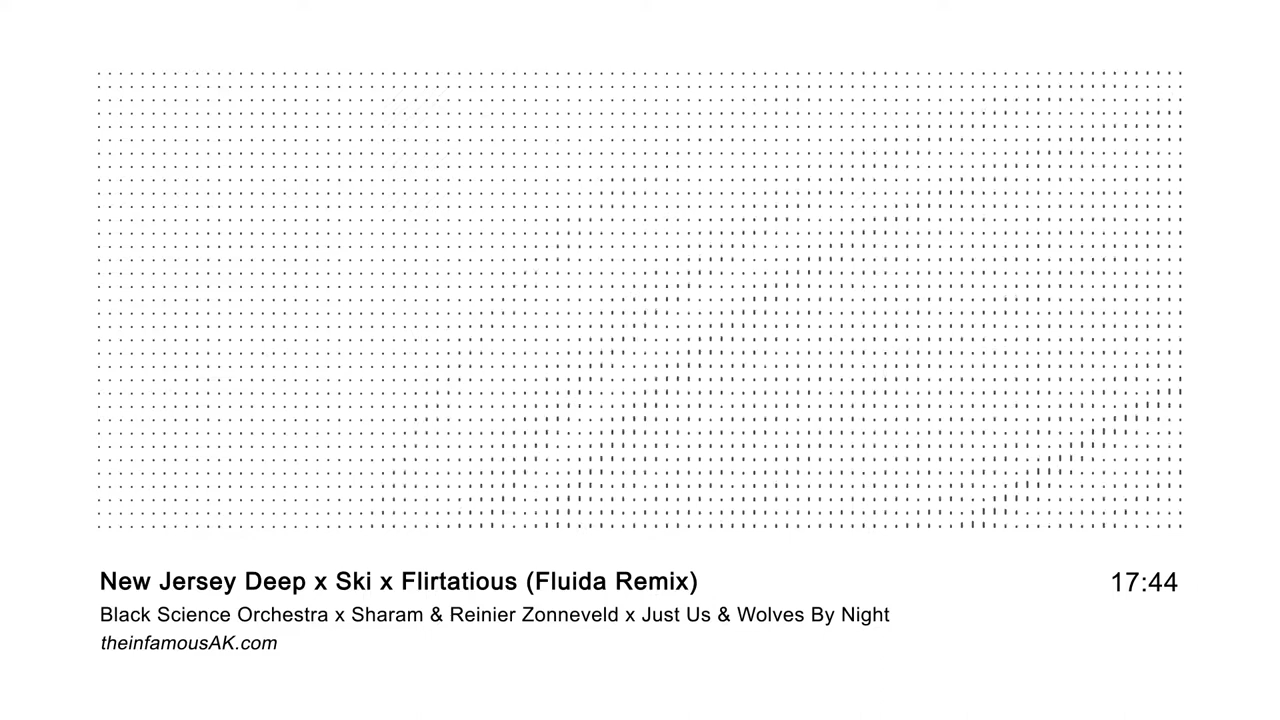 New Jersey Deep x Ski x Flirtatious (Fluida Remix)
17:44
Black Science Orchestra x Sharam & Reinier Zonneveld x Just Us & Wolves By Night
theinfamousAK.com